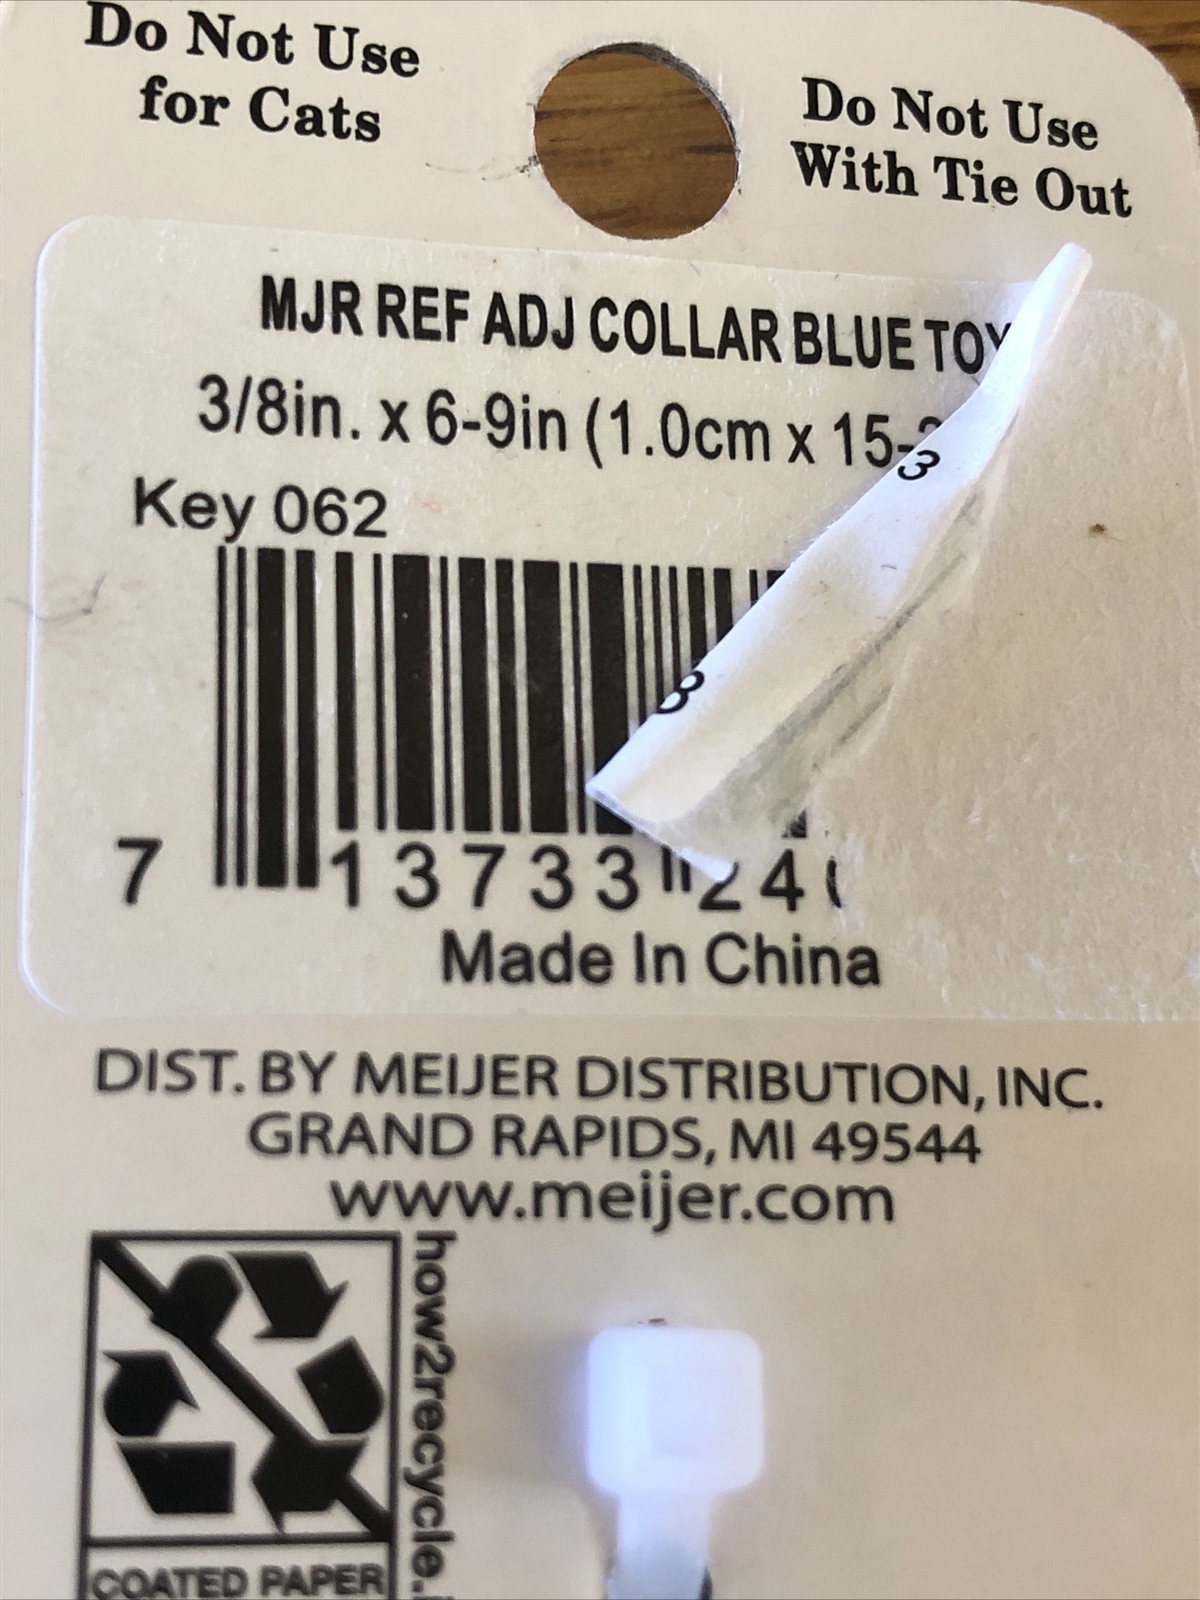 Do Not Use
for Cats
Do Not Use
With Tie Out
MJR REF ADJ COLLAR BLUE TOY
3/8in. x 6-9in (1.0cm x 15-
3
Key 062
8
7 13733 24
Made In China
DIST. BY MEIJER DISTRIBUTION, INC.
GRAND RAPIDS, MI 49544
www.meijer.com
how2recycle.
COATED PAPER